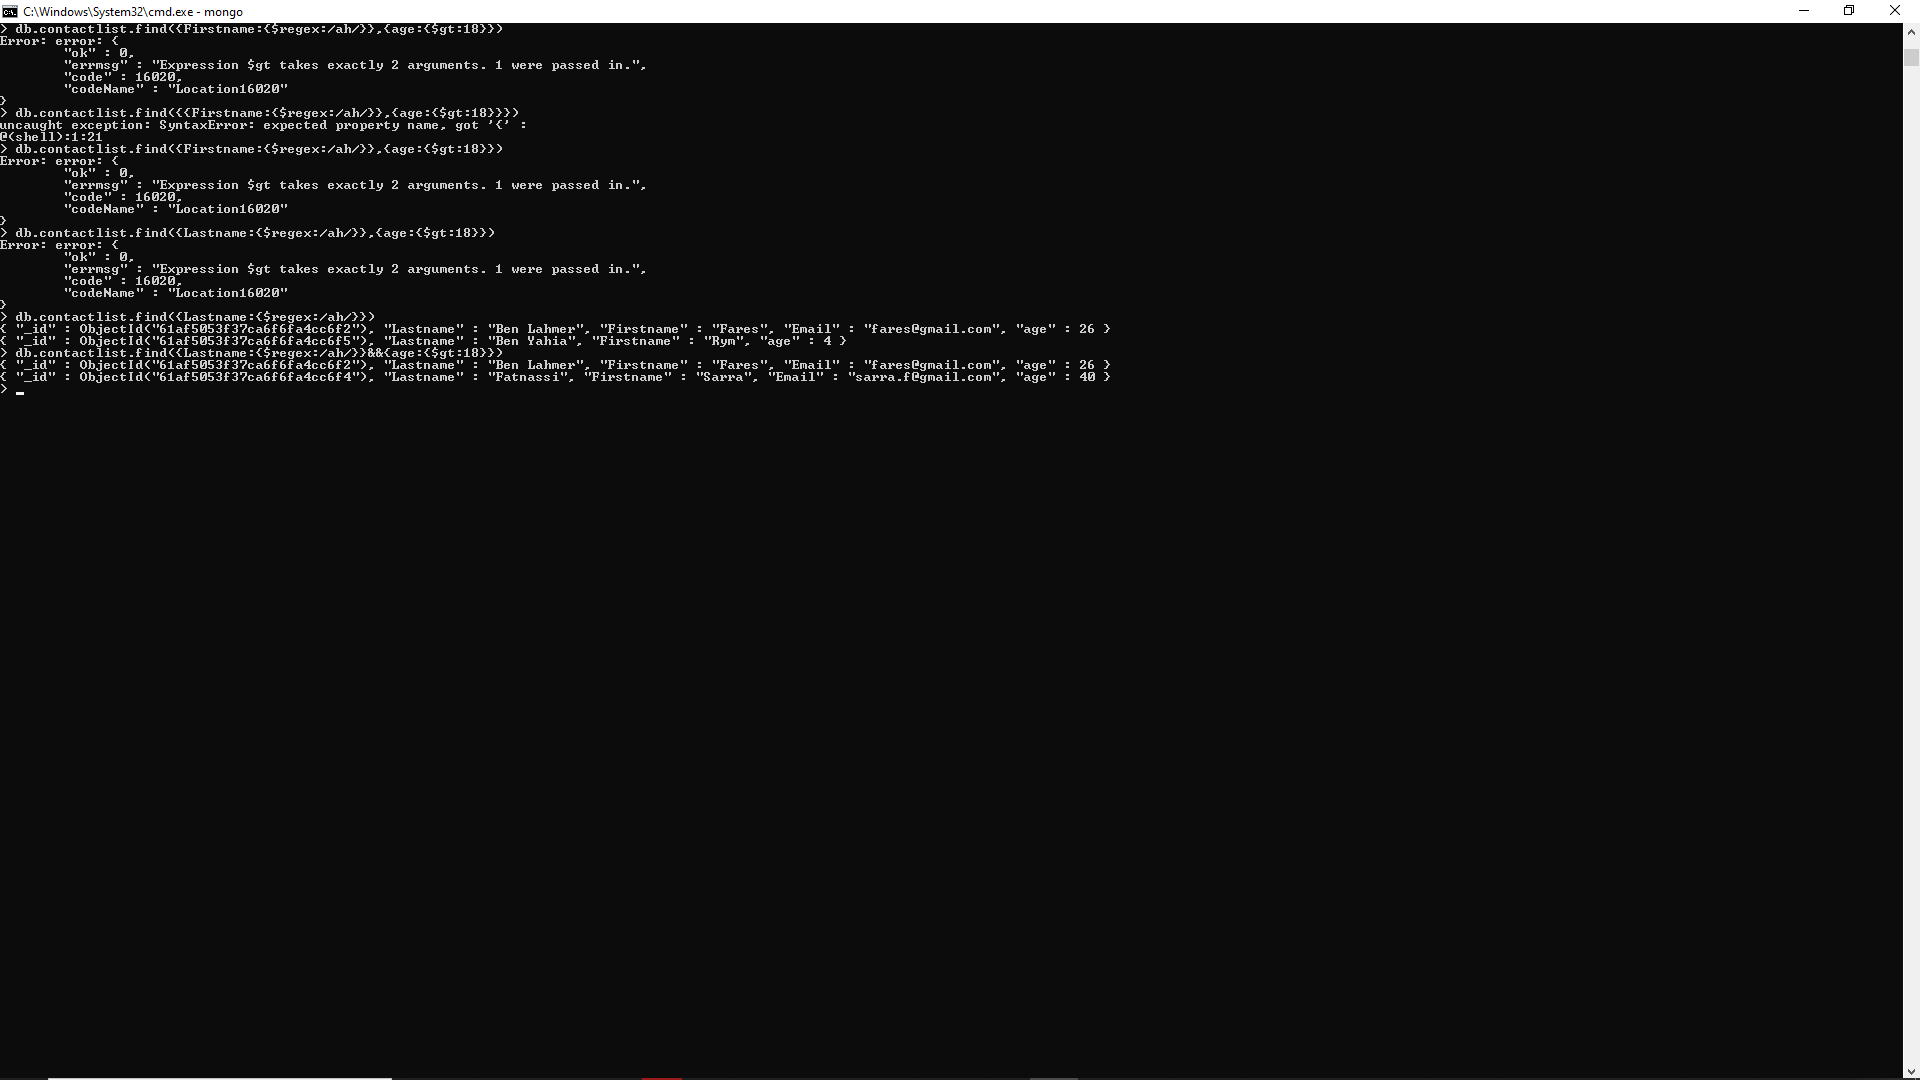 C:\Windows\System32\cmd.exe - mongo
> db.contactlist.find({Firstname:{$regex:/ah/}},{age:{$gt:18}})
Error: error: {
"ok" : 0,
"errmsg" : "Expression $gt takes exactly 2 arguments. 1 were passed in.",
"code" : 16020,
"codeName" : "Location16020"
}
> db.contactlist.find({{Firstname:{$regex:/ah/}},{age:{$gt:18}}})
uncaught exception: SyntaxError: expected property name, got '{' :
@(shell):1:21
> db.contactlist.find({Firstname:{$regex:/ah/}},{age:{$gt:18}})
Error: error: {
"ok" : 0,
"errmsg" : "Expression $gt takes exactly 2 arguments. 1 were passed in.",
"code" : 16020,
"codeName" : "Location16020"
}
> db.contactlist.find({Lastname:{$regex:/ah/}},{age:{$gt:18}})
Error: error: {
"ok" : 0,
"errmsg" : "Expression $gt takes exactly 2 arguments. 1 were passed in.",
"code" : 16020,
"codeName" : "Location16020"
}
> db.contactlist.find({Lastname:{$regex:/ah/}})
{ "_id" : ObjectId("61af5053f37ca6f6fa4cc6f2"), "Lastname" : "Ben Lahmer", "Firstname" : "Fares", "Email" : "fares@gmail.com", "age" : 26 }
{ "_id" : ObjectId("61af5053f37ca6f6fa4cc6f5"), "Lastname" : "Ben Yahia", "Firstname" : "Rym", "age" : 4 }
> db.contactlist.find({Lastname:{$regex:/ah/}}&&{age:{$gt:18}})
{ "_id" : ObjectId("61af5053f37ca6f6fa4cc6f2"), "Lastname" : "Ben Lahmer", "Firstname" : "Fares", "Email" : "fares@gmail.com", "age" : 26 }
{ "_id" : ObjectId("61af5053f37ca6f6fa4cc6f4"), "Lastname" : "Fatnassi", "Firstname" : "Sarra", "Email" : "sarra.f@gmail.com", "age" : 40 }
>